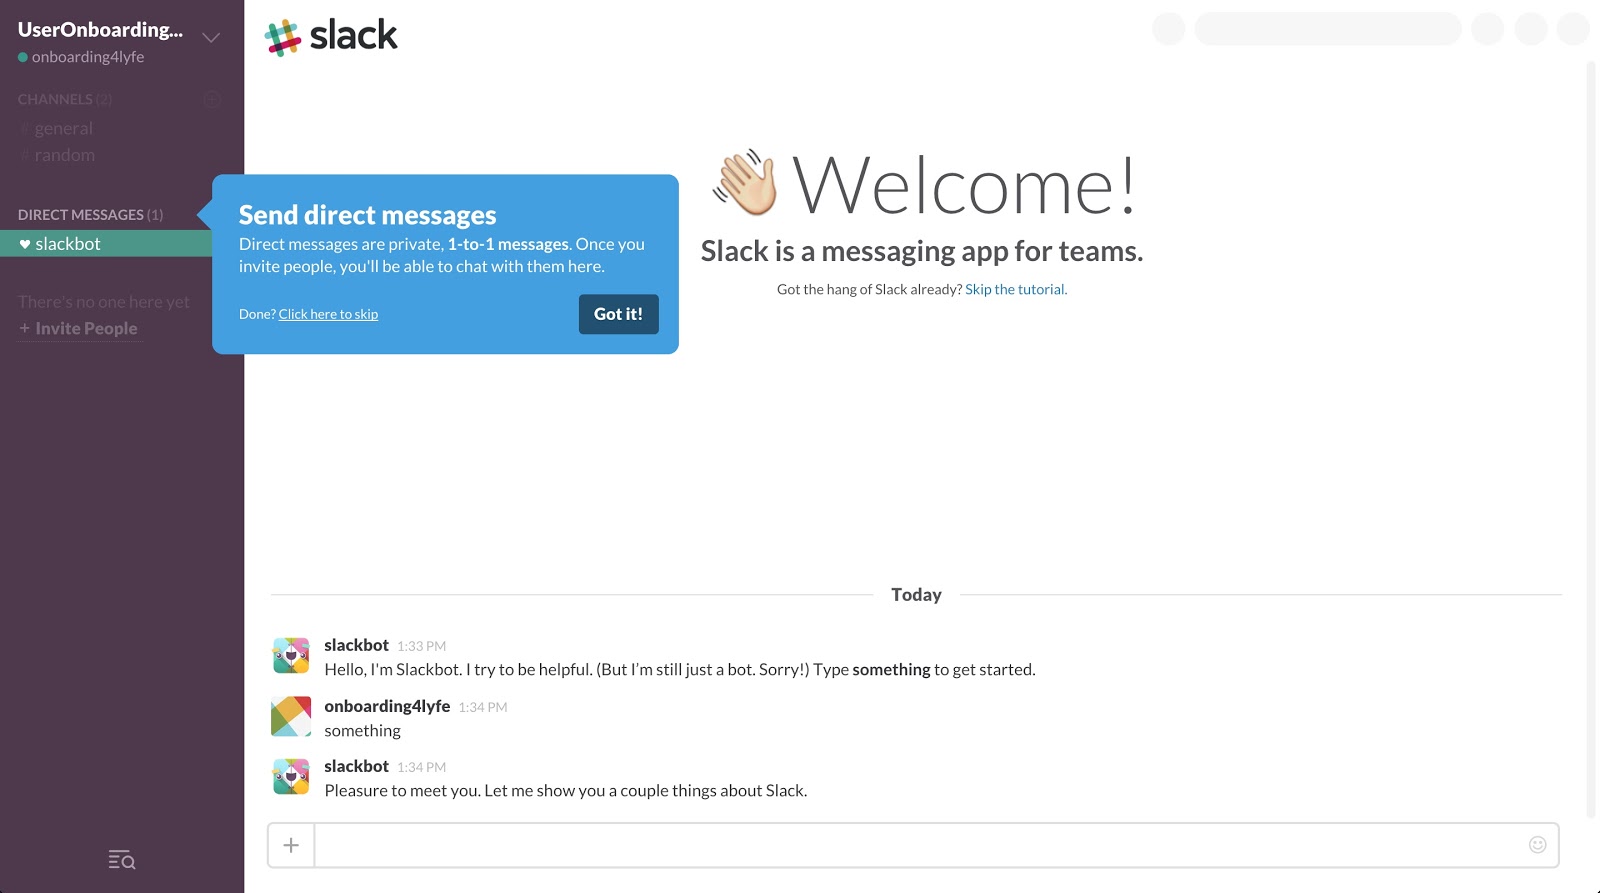 UserOnboarding...
onboarding4lyfe
CHANNELS (2)
# general
# random
DIRECT MESSAGES (1)
♥ slackbot
There's no one here yet
+ Invite People
slack
Send direct messages
Direct messages are private, 1-to-1 messages. Once you
invite people, you'll be able to chat with them here.
Done? Click here to skip
Got it!
Welcome!
Slack is a messaging app for teams.
Got the hang of Slack already? Skip the tutorial.
Today
slackbot 1:33 PM
Hello, I'm Slackbot. I try to be helpful. (But I’m still just a bot. Sorry!) Type something to get started.
onboarding4lyfe 1:34 PM
something
slackbot 1:34 PM
Pleasure to meet you. Let me show you a couple things about Slack.